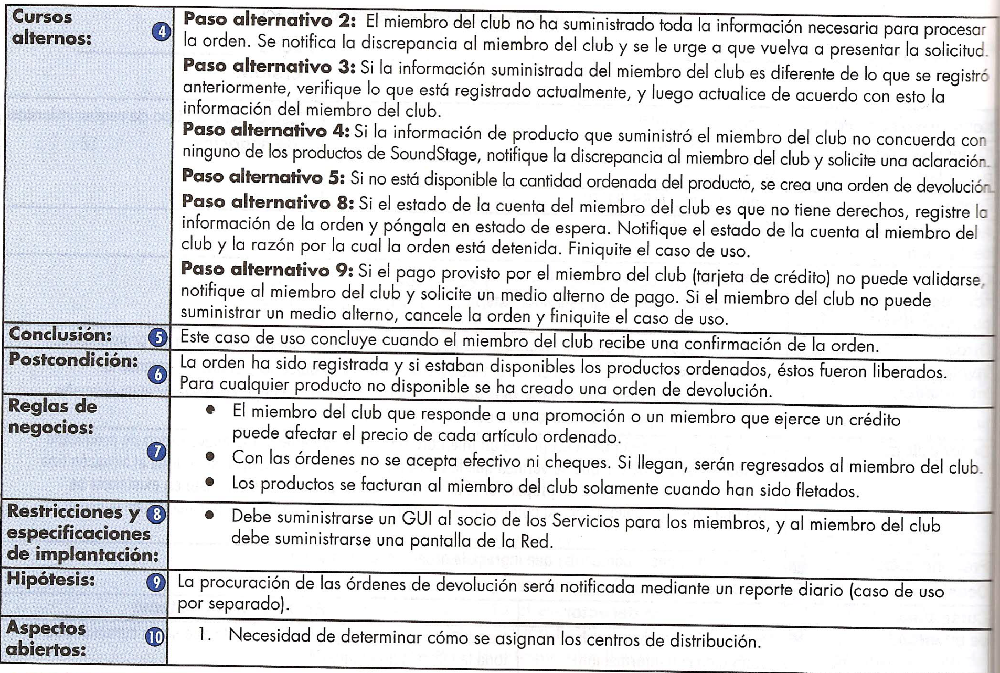 Cursos
alternos:
4
Paso alternativo 2: El miembro del club no ha suministrado toda la información necesaria para procesar
la orden. Se notifica la discrepancia al miembro del club y se le urge a que vuelva a presentar la solicitud.
Paso alternativo 3: Si la información suministrada del miembro del club es diferente de lo que se registró
anteriormente, verifique lo que está registrado actualmente, y luego actualice de acuerdo con esto la
información del miembro del club.
Paso alternativo 4: Si la información de producto que suministró el miembro del club no concuerda con
ninguno de los productos de SoundStage, notifique la discrepancia al miembro del club y solicite una aclaración.
Paso alternativo 5: Si no está disponible la cantidad ordenada del producto, se crea una orden de devolución.
Paso alternativo 8: Si el estado de la cuenta del miembro del club es que no tiene derechos, registre la
información de la orden y póngala en estado de espera. Notifique el estado de la cuenta al miembro del
club y la razón por la cual la orden está detenida. Finiquite el caso de uso.
Paso alternativo 9: Si el pago provisto por el miembro del club (tarjeta de crédito) no puede validarse,
notifique al miembro del club y solicite un medio alterno de pago. Si el miembro del club no puede
suministrar un medio alterno, cancele la orden y finiquite el caso de uso.
Conclusión:
5
Este caso de uso concluye cuando el miembro del club recibe una confirmación de la orden.
Postcondición:
6
La orden ha sido registrada y si estaban disponibles los productos ordenados, éstos fueron liberados.
Para cualquier producto no disponible se ha creado una orden de devolución.
Reglas de
negocios:
7
• El miembro del club que responde a una promoción o un miembro que ejerce un crédito
puede afectar el precio de cada artículo ordenado.
• Con las órdenes no se acepta efectivo ni cheques. Si llegan, serán regresados al miembro del club.
• Los productos se facturan al miembro del club solamente cuando han sido fletados.
Restricciones y 8
especificaciones
de implantación:
• Debe suministrarse un GUI al socio de los Servicios para los miembros, y al miembro del club
debe suministrarse una pantalla de la Red.
Hipótesis:
9
La procuración de las órdenes de devolución será notificada mediante un reporte diario (caso de uso
por separado).
Aspectos
abiertos:
10
1. Necesidad de determinar cómo se asignan los centros de distribución.